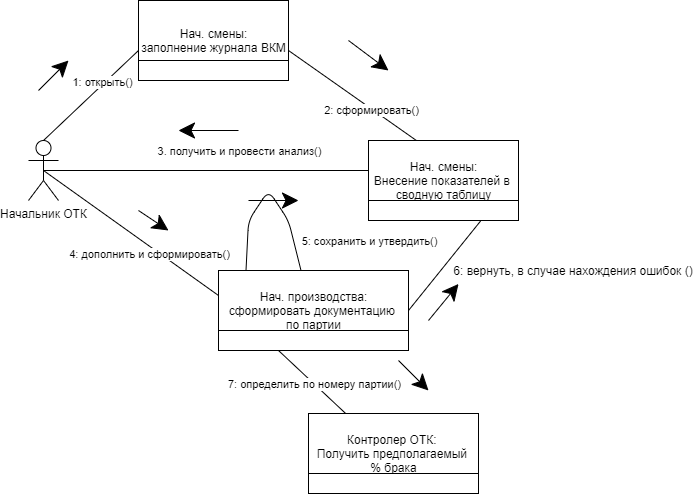 Нач. смены:
заполнение журнала ВКМ
1: открыть()
2: сформировать()
3. получить и провести анализ()
Нач. смены:
Внесение показателей в
сводную таблицу
Начальник ОТК
4: дополнить и сформировать()
5: сохранить и утвердить()
6: вернуть, в случае нахождения ошибок ()
Нач. производства:
сформировать документацию
по партии
7: определить по номеру партии()
Контролер ОТК:
Получить предполагаемый
% брака